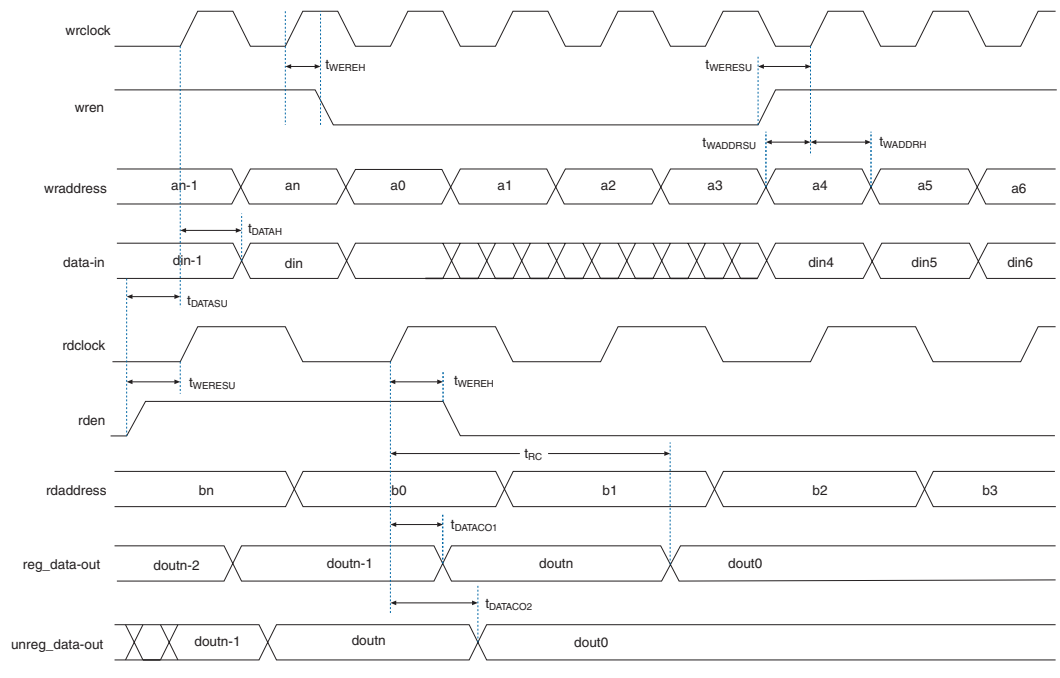 wrclock
tWEREH
tWERESU
wren
tWADDRSU
tWADDRH
wraddress
an-1 an a0 a1 a2 a3 a4 a5 a6
tDATAH
data-in
din-1 din din4 din5 din6
tDATASU
rdclock
tWERESU
tWEREH
rden
tRC
rdaddress
bn b0 b1 b2 b3
tDATACO1
reg_data-out
doutn-2 doutn-1 doutn dout0
tDATACO2
unreg_data-out
doutn-1 doutn dout0